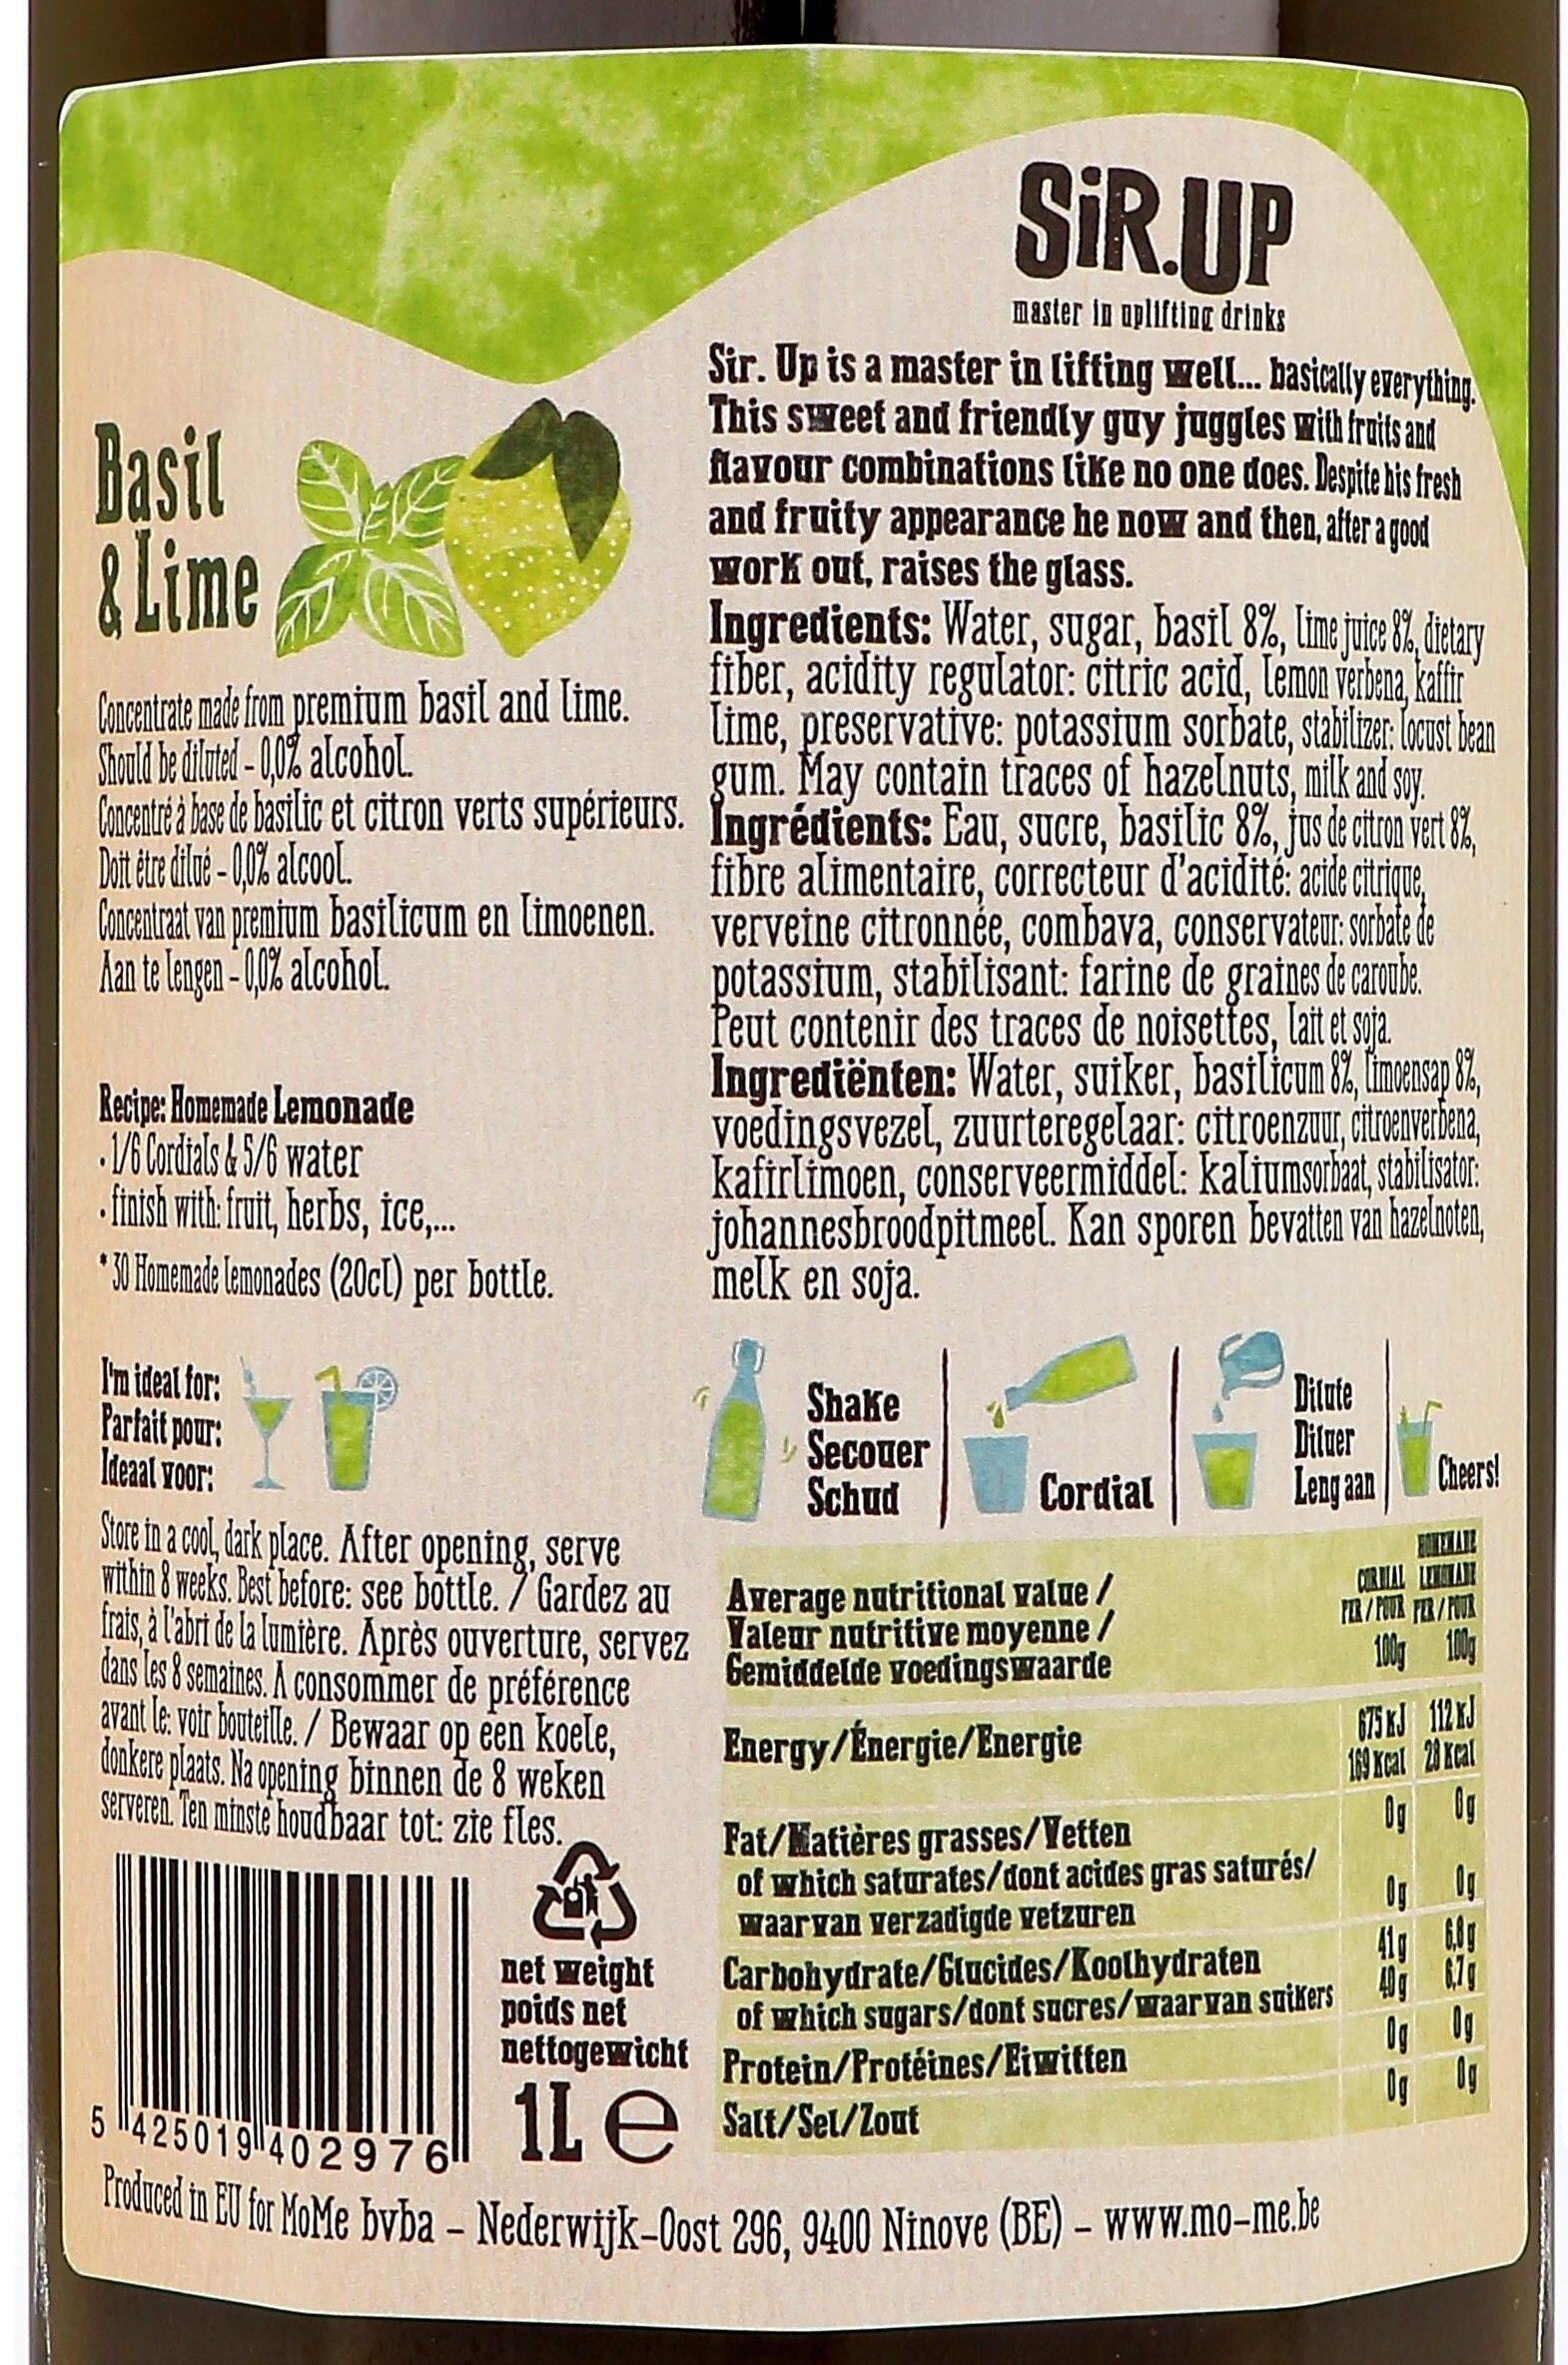 SiR.UP
master in uplifting drinks
Sir. Up is a master in lifting well... basically everything.
This sweet and friendly guy juggles with fruits and
flavour combinations like no one does. Despite his fresh
and fruity appearance he now and then, after a good
work out, raises the glass.
Ingredients: Water, sugar, basil 8%, lime juice 8%, dietary
fiber, acidity regulator: citric acid, lemon verbena, kaffir
lime, preservative: potassium sorbate, stabilizer: locust bean
gum. May contain traces of hazelnuts, milk and soy.
Ingrédients: Eau, sucre, basilic 8%, jus de citron vert 8%,
fibre alimentaire, correcteur d'acidité: acide citrique,
verveine citronnée, combava, conservateur: sorbate de
potassium, stabilisant: farine de graines de caroube.
Peut contenir des traces de noisettes, lait et soja.
Ingrediënten: Water, suiker, basilicum 8%, limoensap 8%,
voedingsvezel, zuurteregelaar: citroenzuur, citroenverbena,
kafirlimoen, conserveermiddel: kaliumsorbaat, stabilisator:
johannesbroodpitmeel. Kan sporen bevatten van hazelnoten,
melk en soja.
Basil
& Lime
Concentrate made from premium basil and lime.
Should be diluted - 0,0% alcohol.
Concentré à base de basilic et citron verts supérieurs.
Doit être dilué - 0,0% alcool.
Concentraat van premium basilicum en limoenen.
Aan te lengen - 0,0% alcohol.
Recipe: Homemade Lemonade
• 1/6 Cordials & 5/6 water
• finish with: fruit, herbs, ice,...
* 30 Homemade lemonades (20cl) per bottle.
I'm ideal for:
Parfait pour:
Ideaal voor:
Shake
Secouer
Schud
Cordial
Dilute
Diluer
Leng aan
Cheers!
Store in a cool, dark place. After opening, serve
within 8 weeks. Best before: see bottle. / Gardez au
frais, à l'abri de la lumière. Après ouverture, servez
dans les 8 semaines. A consommer de préférence
avant le: voir bouteille. / Bewaar op een koele,
donkere plaats. Na opening binnen de 8 weken
serveren. Ten minste houdbaar tot: zie fles.
Average nutritional value /
Valeur nutritive moyenne /
Gemiddelde voedingswaarde
CORDIAL PER / POUR 100g
HOMEMADE LEMONADE PER / POUR 100g
Energy/Énergie/Energie 675 KJ 112 KJ
169 Kcal 28 Kcal
Fat/Matières grasses/Vetten 0g 0g
of which saturates/dont acides gras saturés/
waarvan verzadigde vetzuren 0g 0g
Carbohydrate/Glucides/Koolhydraten 41g 6,8g
of which sugars/dont sucres/waarvan suikers 40g 6,7g
Protein/Protéines/Eiwitten 0g 0g
Salt/Sel/Zout 0g 0g
net weight
poids net
nettogewicht
1L e
5 425019 402976
Produced in EU for MoMe bvba - Nederwijk-Oost 296, 9400 Ninove (BE) - www.mo-me.be